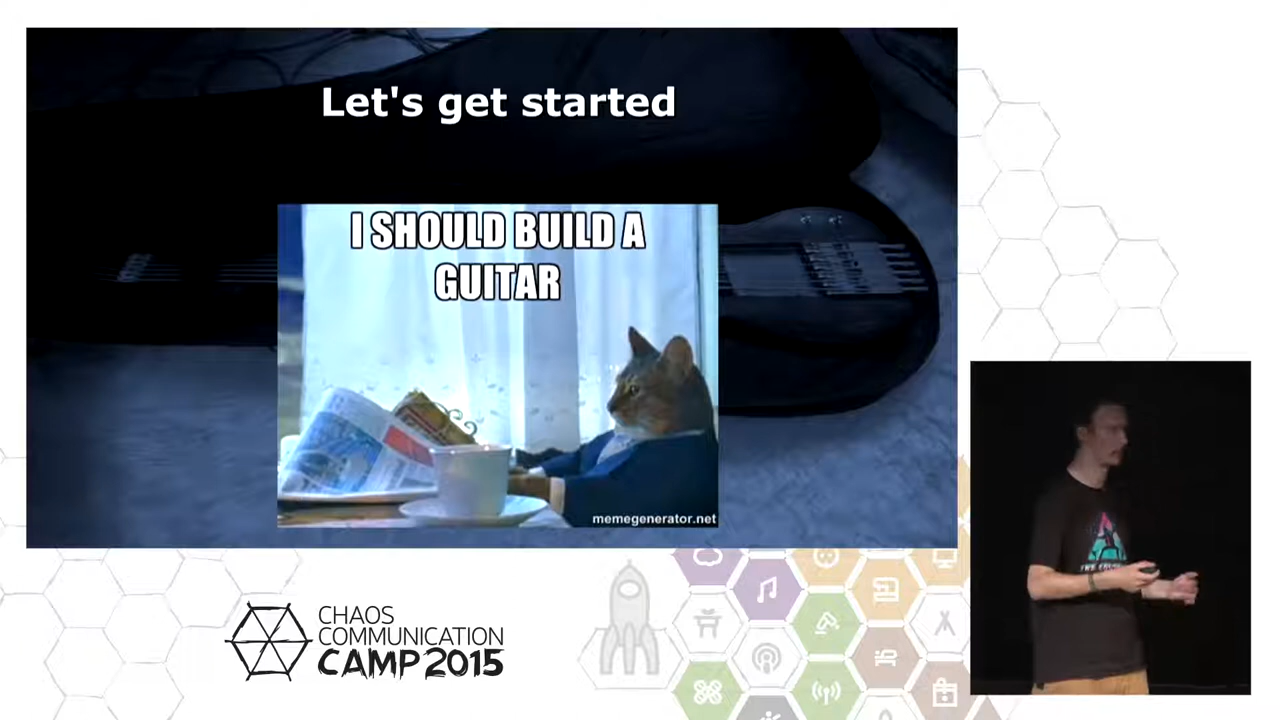 Let's get started
I SHOULD BUILD A
GUITAR
memegenerator.net
CHAOS
COMMUNICATION
CAMP 2015